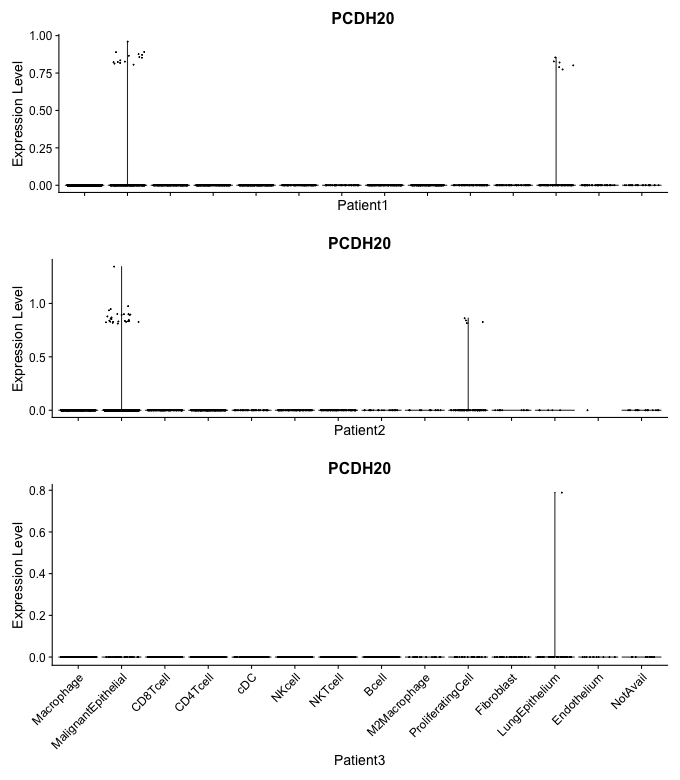 PCDH20
Expression Level
1.00
0.75
0.50
0.25
0.00
Patient1
PCDH20
Expression Level
1.0
0.5
0.0
Patient2
PCDH20
Expression Level
0.8
0.6
0.4
0.2
0.0
Macrophage
MalignantEpithelial
CD8Tcell
CD4Tcell
cDC
NKcell
NKTcell
Bcell
M2Macrophage
ProliferatingCell
Fibroblast
LungEpithelium
Endothelium
NotAvail
Patient3